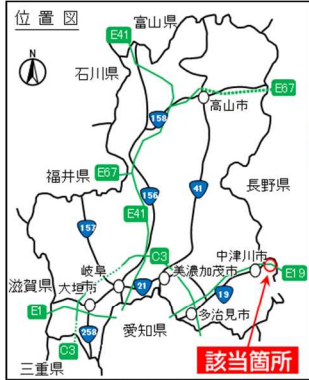 位置図
富山県
E41
N
石川県
E67
158
高山市
福井県
E67
長野県
156
41
157
E41
C3
中津川市
滋賀県
岐阜
美濃加茂市
E19
大垣市
21
19
E1
愛知県
多治見市
258
該当箇所
C3
三重県